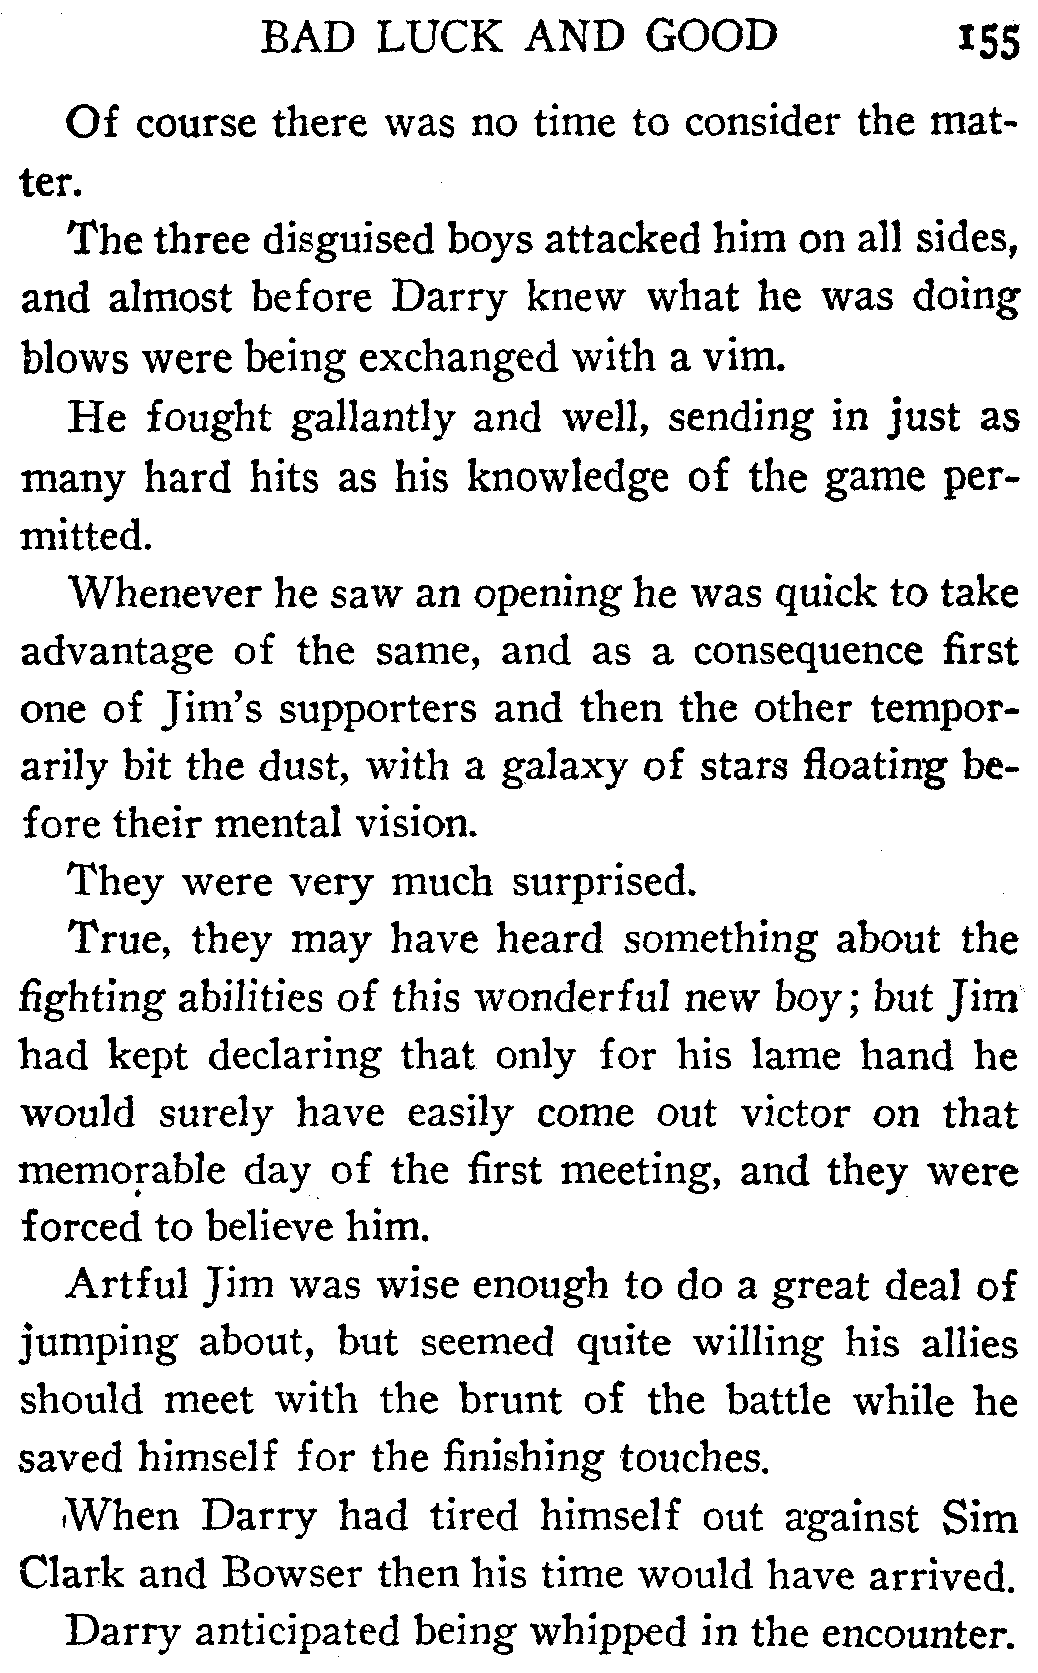 BAD LUCK AND GOOD 155
Of course there was no time to consider the mat-
ter.
The three disguised boys attacked him on all sides,
and almost before Darry knew what he was doing
blows were being exchanged with a vim.
He fought gallantly and well, sending in just as
many hard hits as his knowledge of the game per-
mitted.
Whenever he saw an opening he was quick to take
advantage of the same, and as a consequence first
one of Jim's supporters and then the other tempor-
arily bit the dust, with a galaxy of stars floating be-
fore their mental vision.
They were very much surprised.
True, they may have heard something about the
fighting abilities of this wonderful new boy; but Jim
had kept declaring that only for his lame hand he
would surely have easily come out victor on that
memorable day of the first meeting, and they were
forced to believe him.
Artful Jim was wise enough to do a great deal of
jumping about, but seemed quite willing his allies
should meet with the brunt of the battle while he
saved himself for the finishing touches.
When Darry had tired himself out against Sim
Clark and Bowser then his time would have arrived.
Darry anticipated being whipped in the encounter.